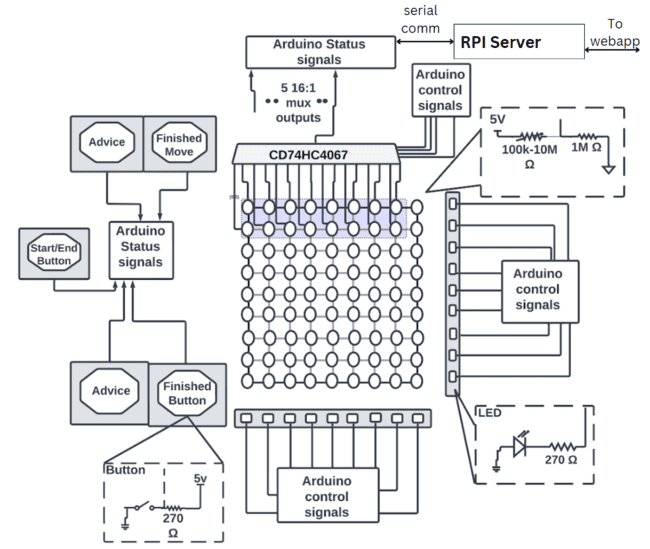 serial
comm
To
webapp
RPI Server
Arduino Status
signals
5 16:1
mux
outputs
Arduino
control
signals
CD74HC4067
5V
100k-10M
Ω
1M Ω
Advice
Finished
Move
Start/End
Button
Arduino
Status
signals
Arduino
control
signals
Advice
Finished
Button
LED
270 Ω
Button
5v
270
Ω
Arduino
control
signals